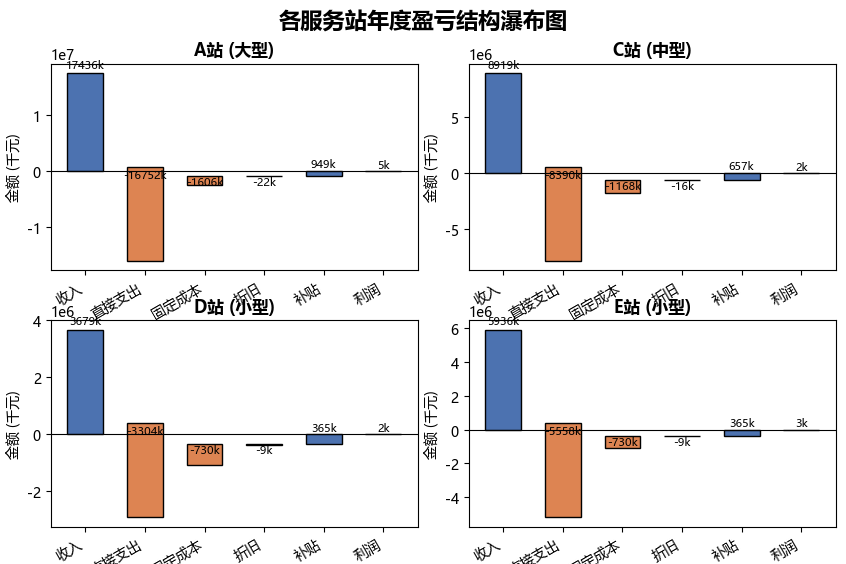 各服务站年度盈亏结构瀑布图
A站 (大型)
1e7
金额 (千元)
1
0
-1
17436k
-16752k
-1606k
-22k
949k
5k
收入
直接支出
固定成本
折旧
补贴
利润
C站 (中型)
1e6
金额 (千元)
5
0
-5
8919k
-8390k
-1168k
-16k
657k
2k
收入
直接支出
固定成本
折旧
补贴
利润
D站 (小型)
1e6
金额 (千元)
4
2
0
-2
3679k
-3304k
-730k
-9k
365k
2k
收入
直接支出
固定成本
折旧
补贴
利润
E站 (小型)
1e6
金额 (千元)
6
4
2
0
-2
-4
5936k
-5558k
-730k
-9k
365k
3k
收入
直接支出
固定成本
折旧
补贴
利润